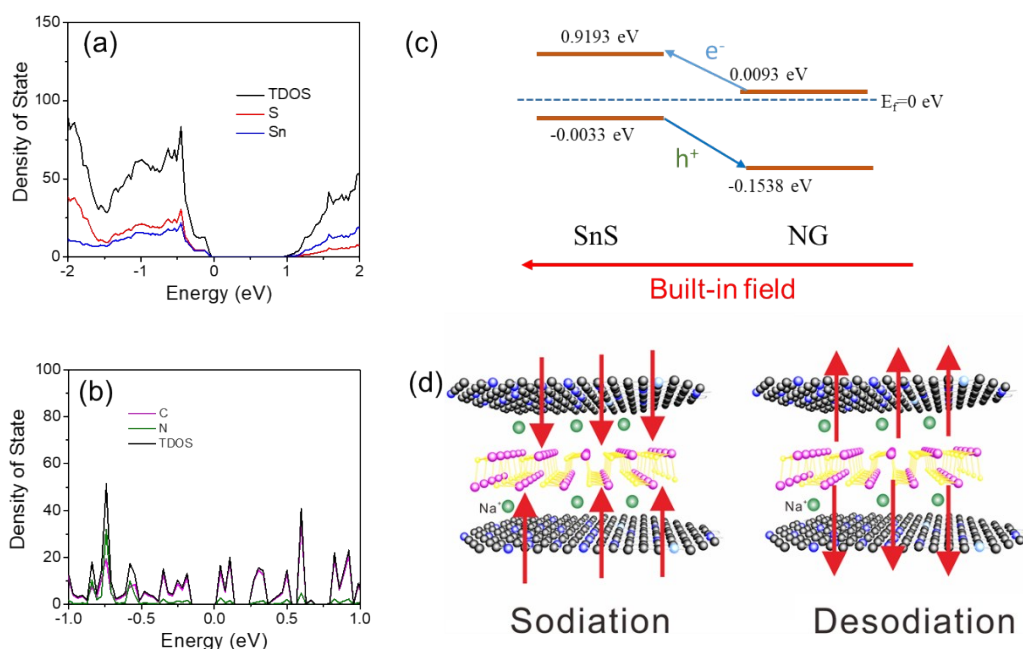 (a)
150
100
50
0
Density of State
TDOS
S
Sn
-2
-1
0
1
2
Energy (eV)
(b)
100
80
60
40
20
0
Density of State
C
N
TDOS
-1.0
-0.5
0.0
0.5
1.0
Energy (eV)
(c)
0.9193 eV
e-
0.0093 eV
Ef=0 eV
-0.0033 eV
h+
-0.1538 eV
SnS
NG
Built-in field
(d)
Na+
Na+
Sodiation
Desodiation